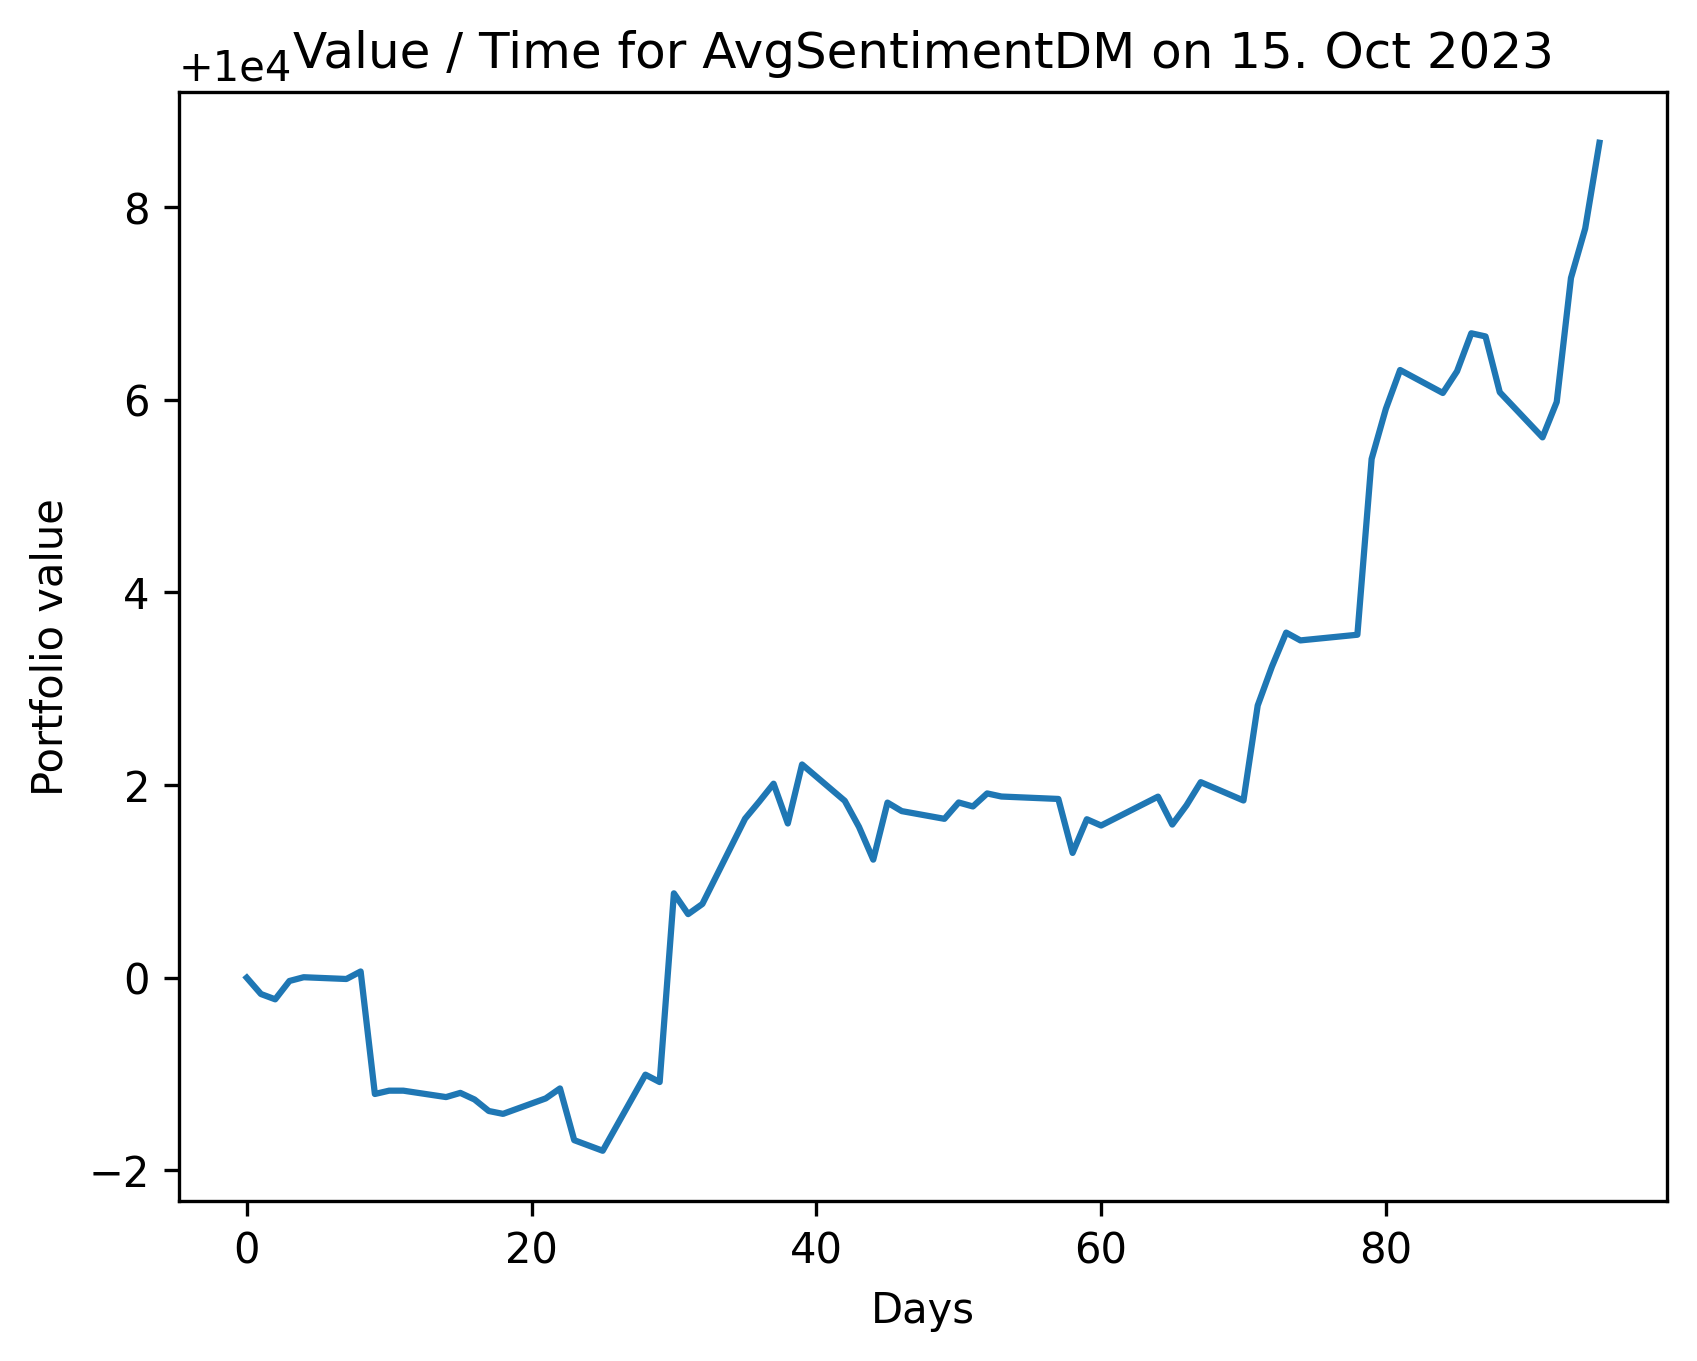 Value / Time for AvgSentimentDM on 15. Oct 2023
+1e4
8
6
4
2
0
−2
Portfolio value
0 20 40 60 80
Days